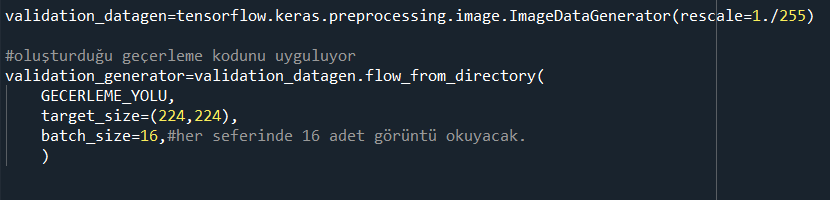 validation_datagen=tensorflow.keras.preprocessing.image.ImageDataGenerator(rescale=1./255)
#oluşturduğu geçerleme kodunu uyguluyor
validation_generator=validation_datagen.flow_from_directory(
    GECERLEME_YOLU,
    target_size=(224,224),
    batch_size=16,#her seferinde 16 adet görüntü okuyacak.
    )